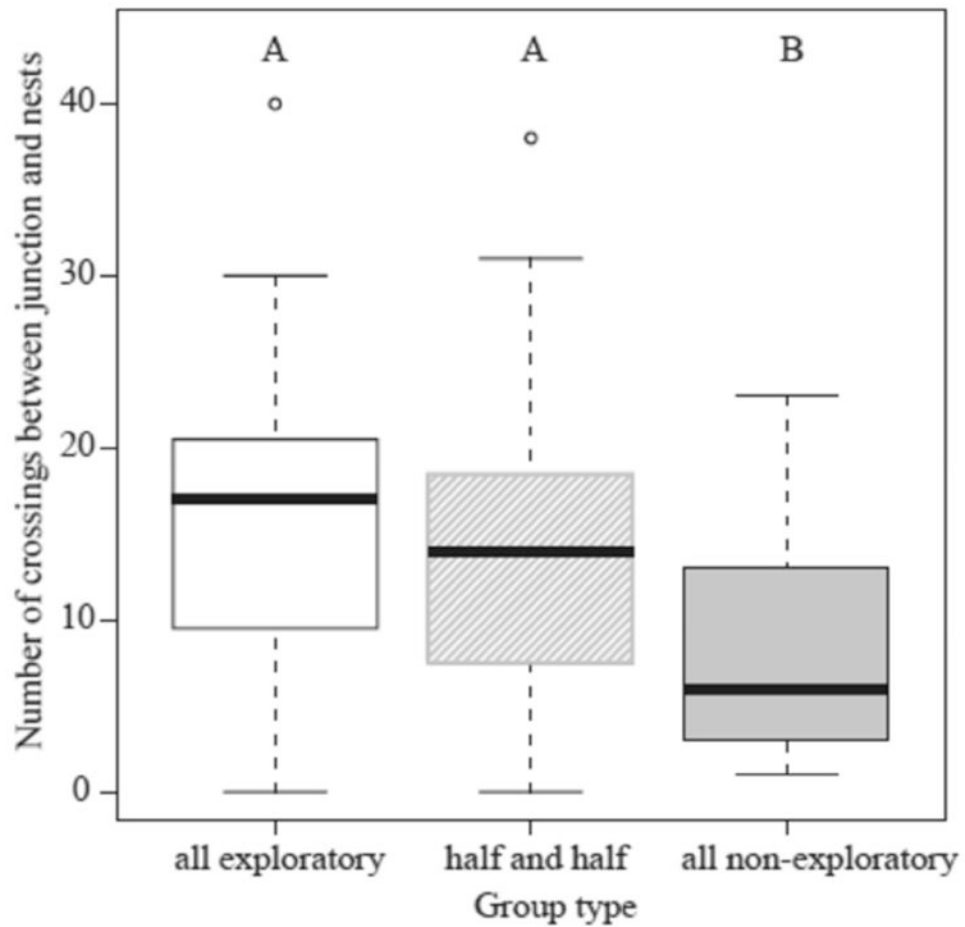 A A B
Number of crossings between junction and nests
40
30
20
10
0
all exploratory half and half all non-exploratory
Group type